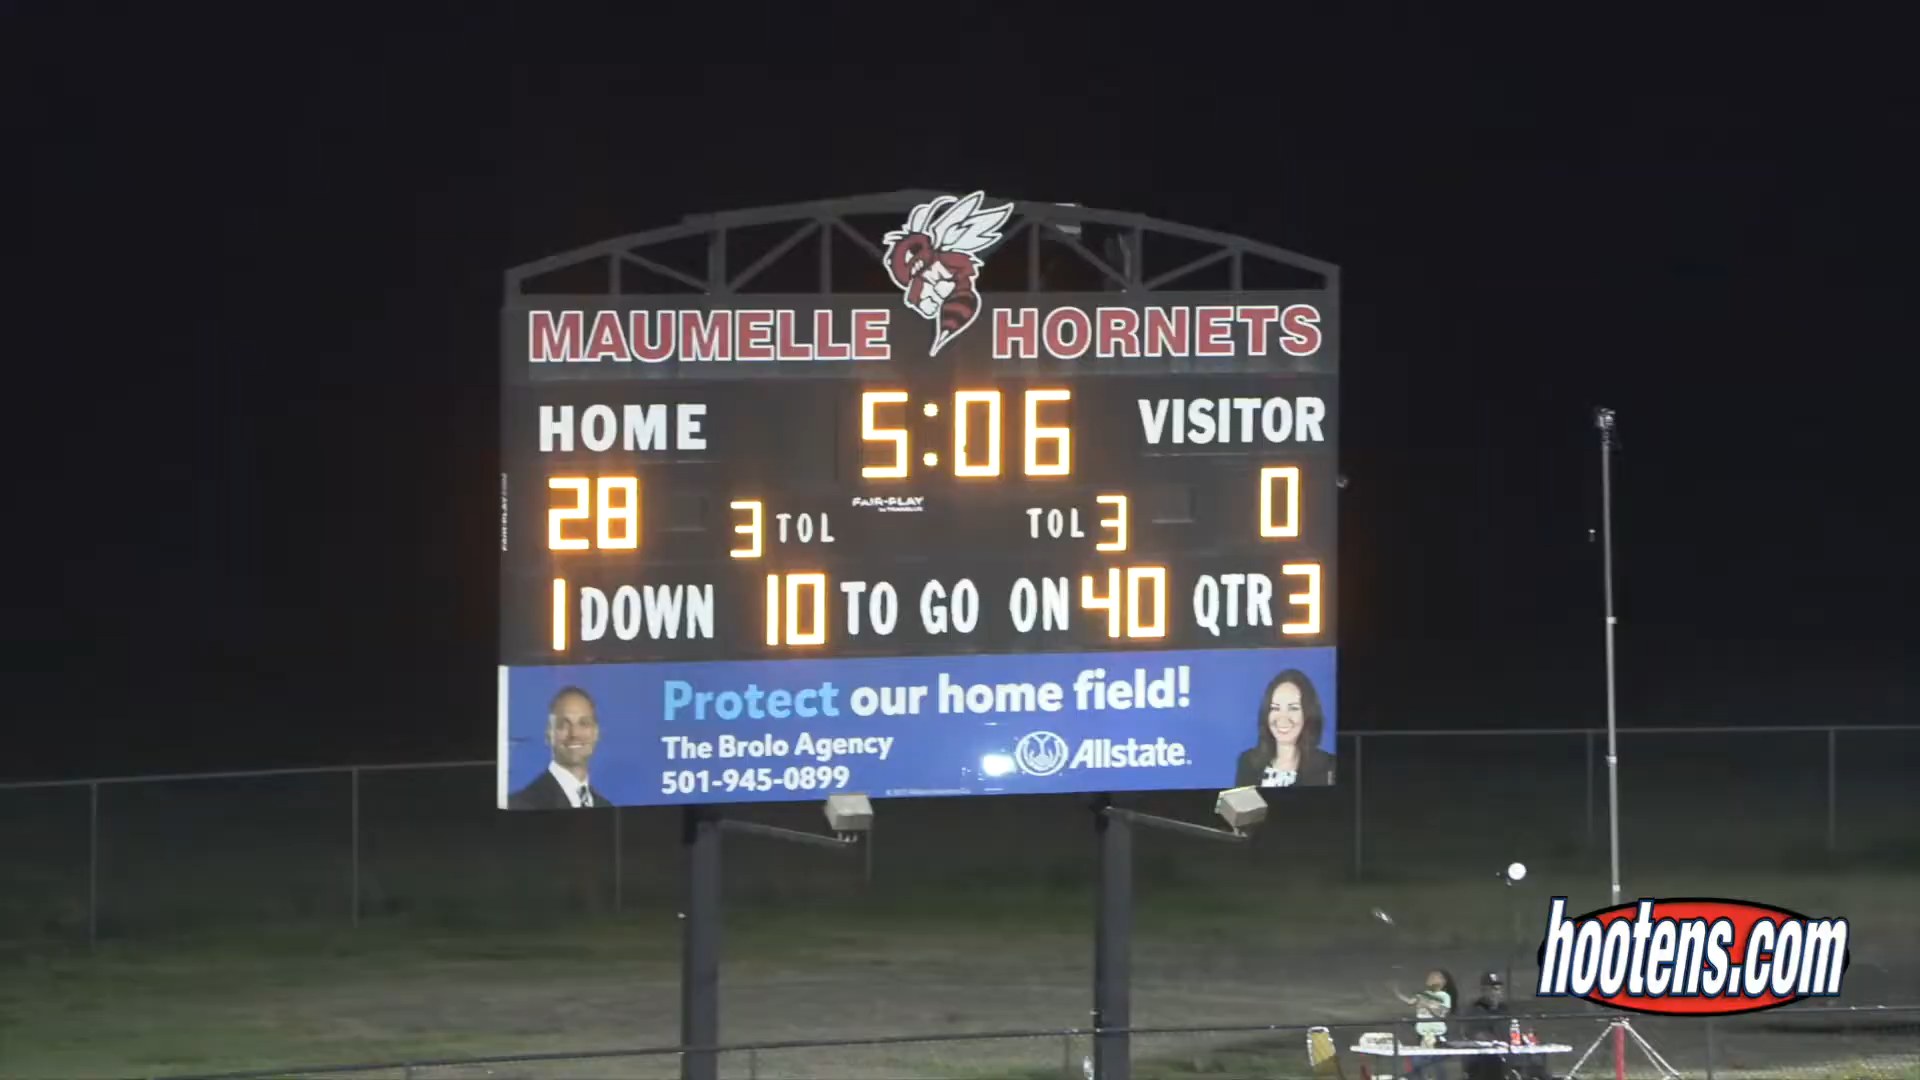 MAUMELLE HORNETS
HOME 5:06 VISITOR
28 3 TOL FAIR-PLAY TOL 3 0
1 DOWN 10 TO GO ON 40 QTR 3
Protect our home field!
The Brolo Agency
501-945-0899
Allstate.
hootens.com